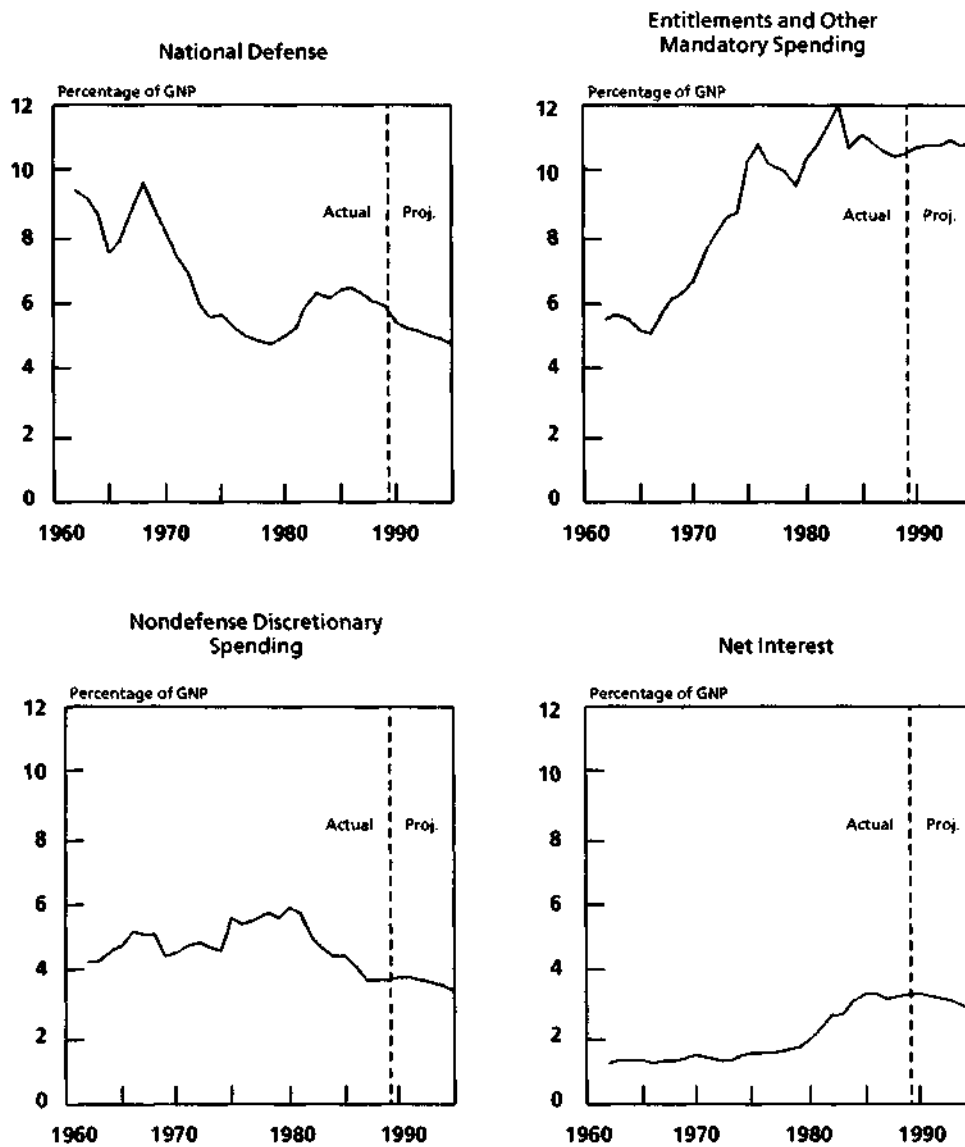 National Defense
Percentage of GNP
12
10
8
6
4
2
0
Actual
Proj.
1960
1970
1980
1990
Entitlements and Other
Mandatory Spending
Percentage of GNP
12
10
8
6
4
2
0
Actual
Proj.
1960
1970
1980
1990
Nondefense Discretionary
Spending
Percentage of GNP
12
10
8
6
4
2
0
Actual
Proj.
1960
1970
1980
1990
Net Interest
Percentage of GNP
12
10
8
6
4
2
0
Actual
Proj.
1960
1970
1980
1990